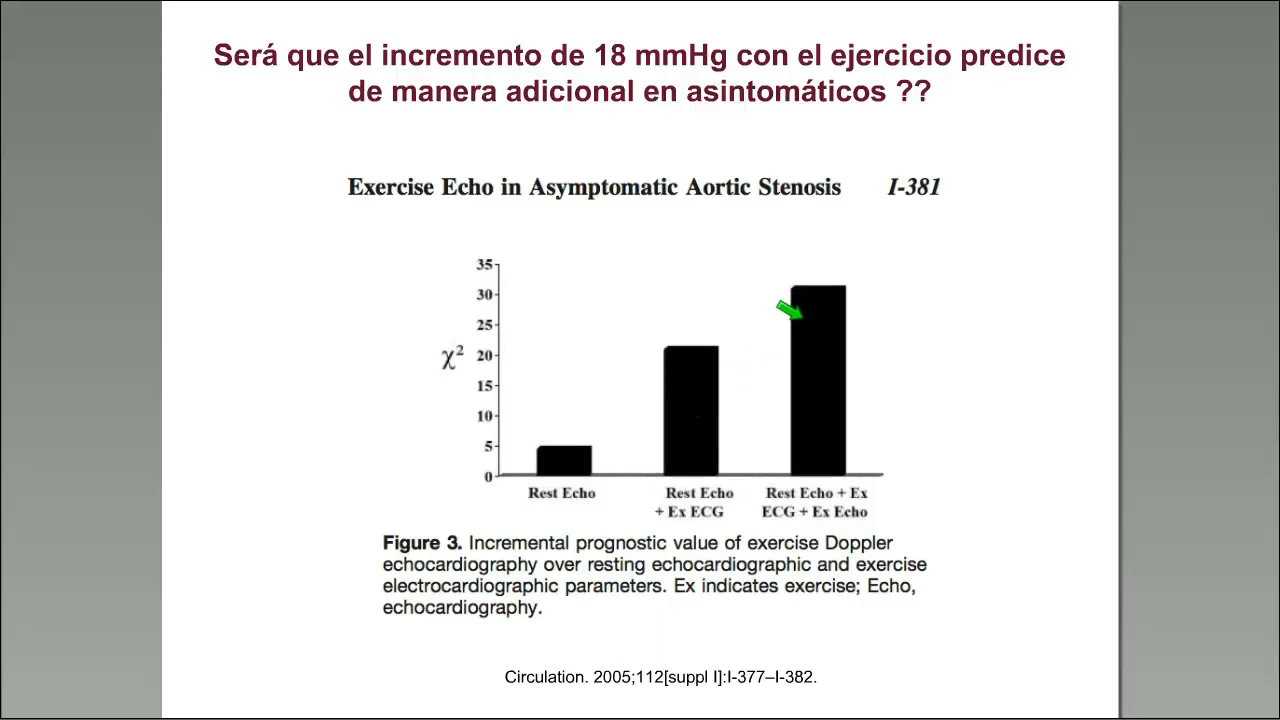 Será que el incremento de 18 mmHg con el ejercicio predice
de manera adicional en asintomáticos ??
Exercise Echo in Asymptomatic Aortic Stenosis I-381
35
30
25
χ² 20
15
10
5
0
Rest Echo
Rest Echo
+ Ex ECG
Rest Echo + Ex
ECG + Ex Echo
Figure 3. Incremental prognostic value of exercise Doppler
echocardiography over resting echocardiographic and exercise
electrocardiographic parameters. Ex indicates exercise; Echo,
echocardiography.
Circulation. 2005;112[suppl I]:I-377–I-382.